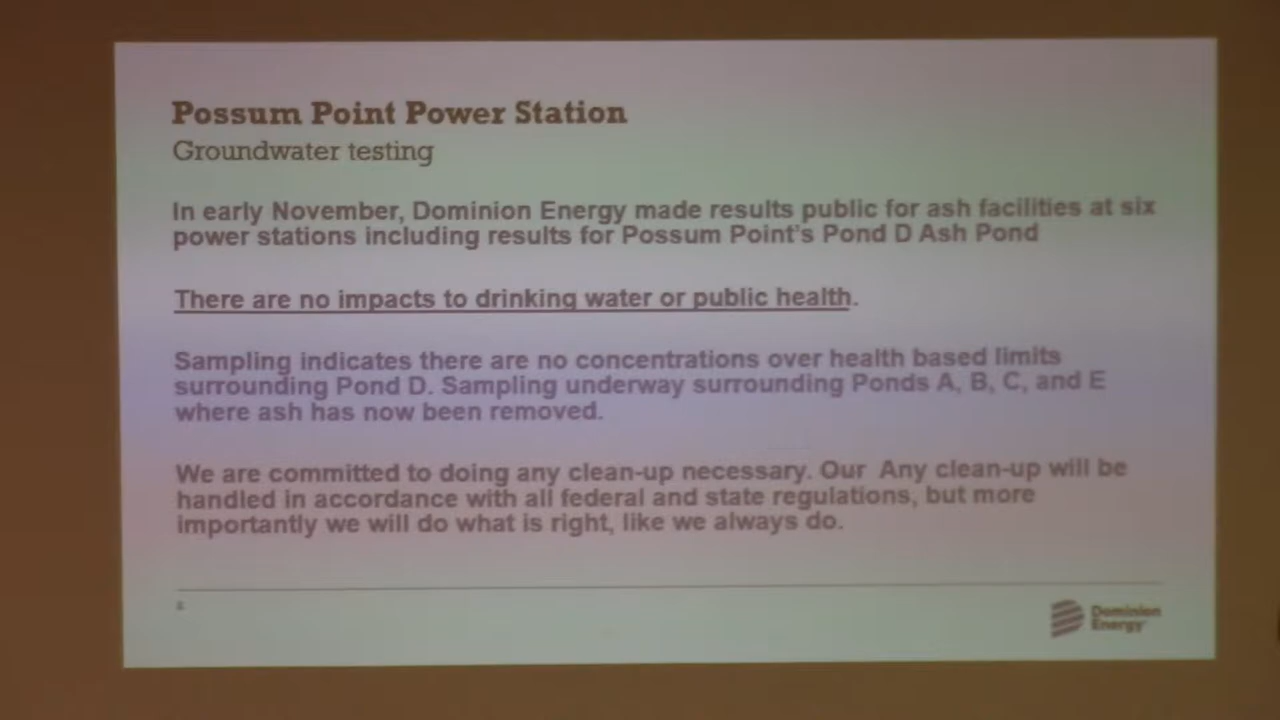 Possum Point Power Station
Groundwater testing
In early November, Dominion Energy made results public for ash facilities at six
power stations including results for Possum Point's Pond D Ash Pond
There are no impacts to drinking water or public health.
Sampling indicates there are no concentrations over health based limits
surrounding Pond D. Sampling underway surrounding Ponds A, B, C, and E
where ash has now been removed.
We are committed to doing any clean-up necessary. Our  Any clean-up will be
handled in accordance with all federal and state regulations, but more
importantly we will do what is right, like we always do.
Dominion
Energy